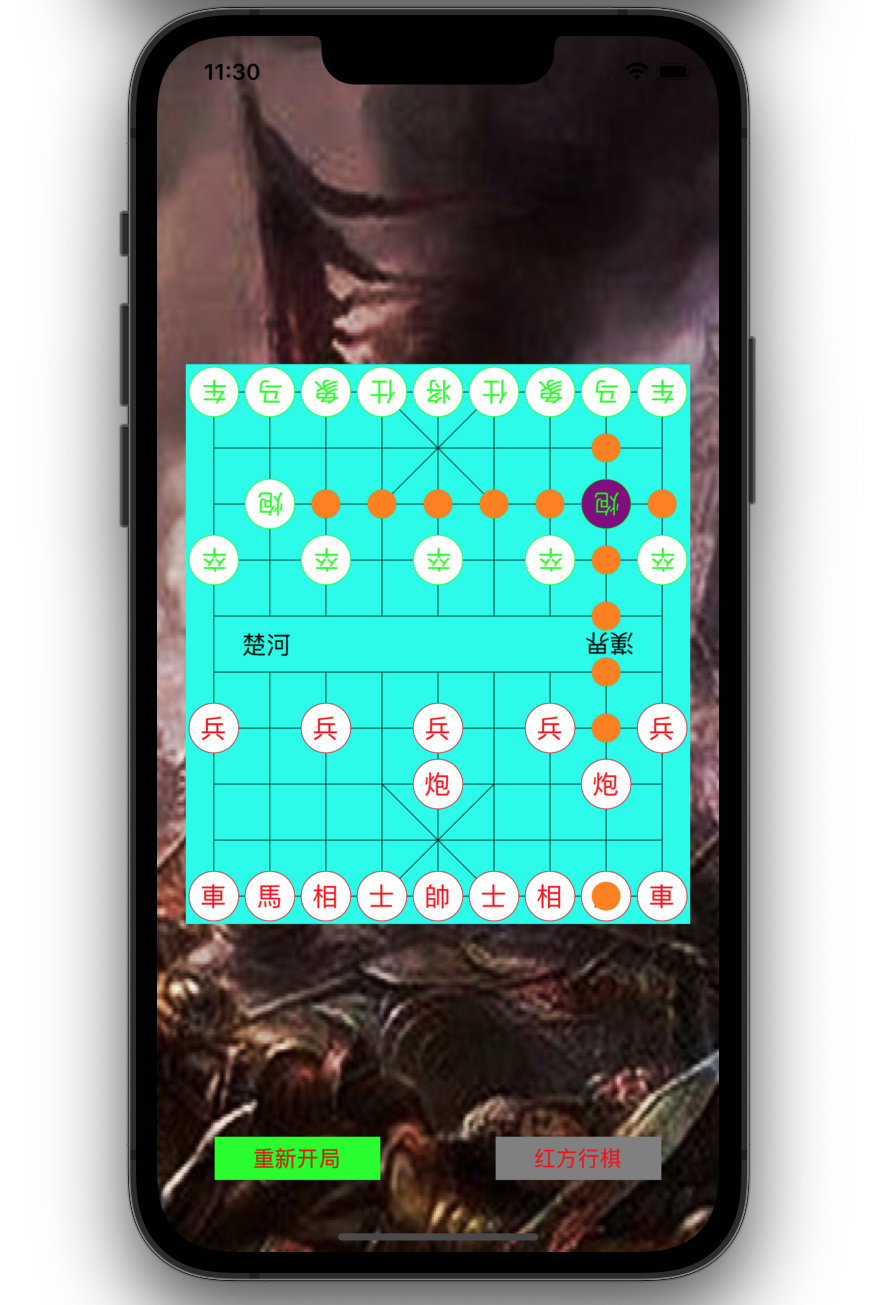 11:30
车 马 象 仕 将 仕 象 马 车
炮 炮
卒 卒 卒 卒 卒
楚河 漢界
兵 兵 兵 兵 兵
炮 炮
車 馬 相 士 帥 士 相 車
重新开局 红方行棋